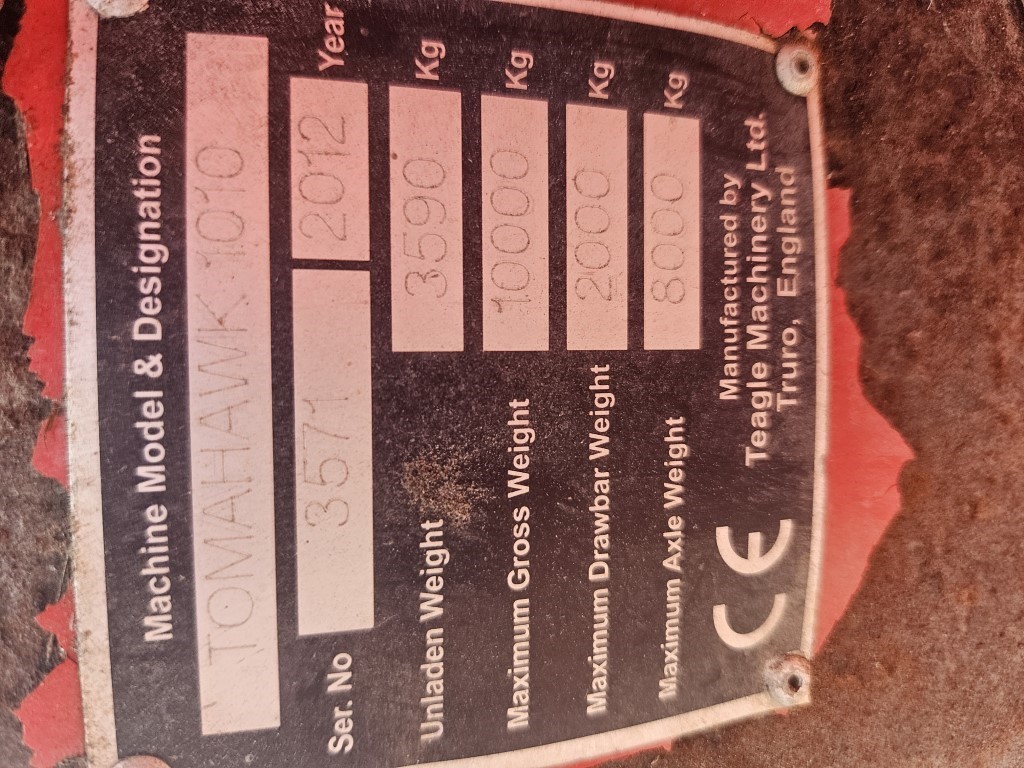 Machine Model & Designation
TOMAHAWK 1010
Ser. No 3571 2012 Year
Unladen Weight 3590 Kg
Maximum Gross Weight 10000 Kg
Maximum Drawbar Weight 2000 Kg
Maximum Axle Weight 8000 Kg
CE
Manufactured by
Teagle Machinery Ltd.
Truro, England